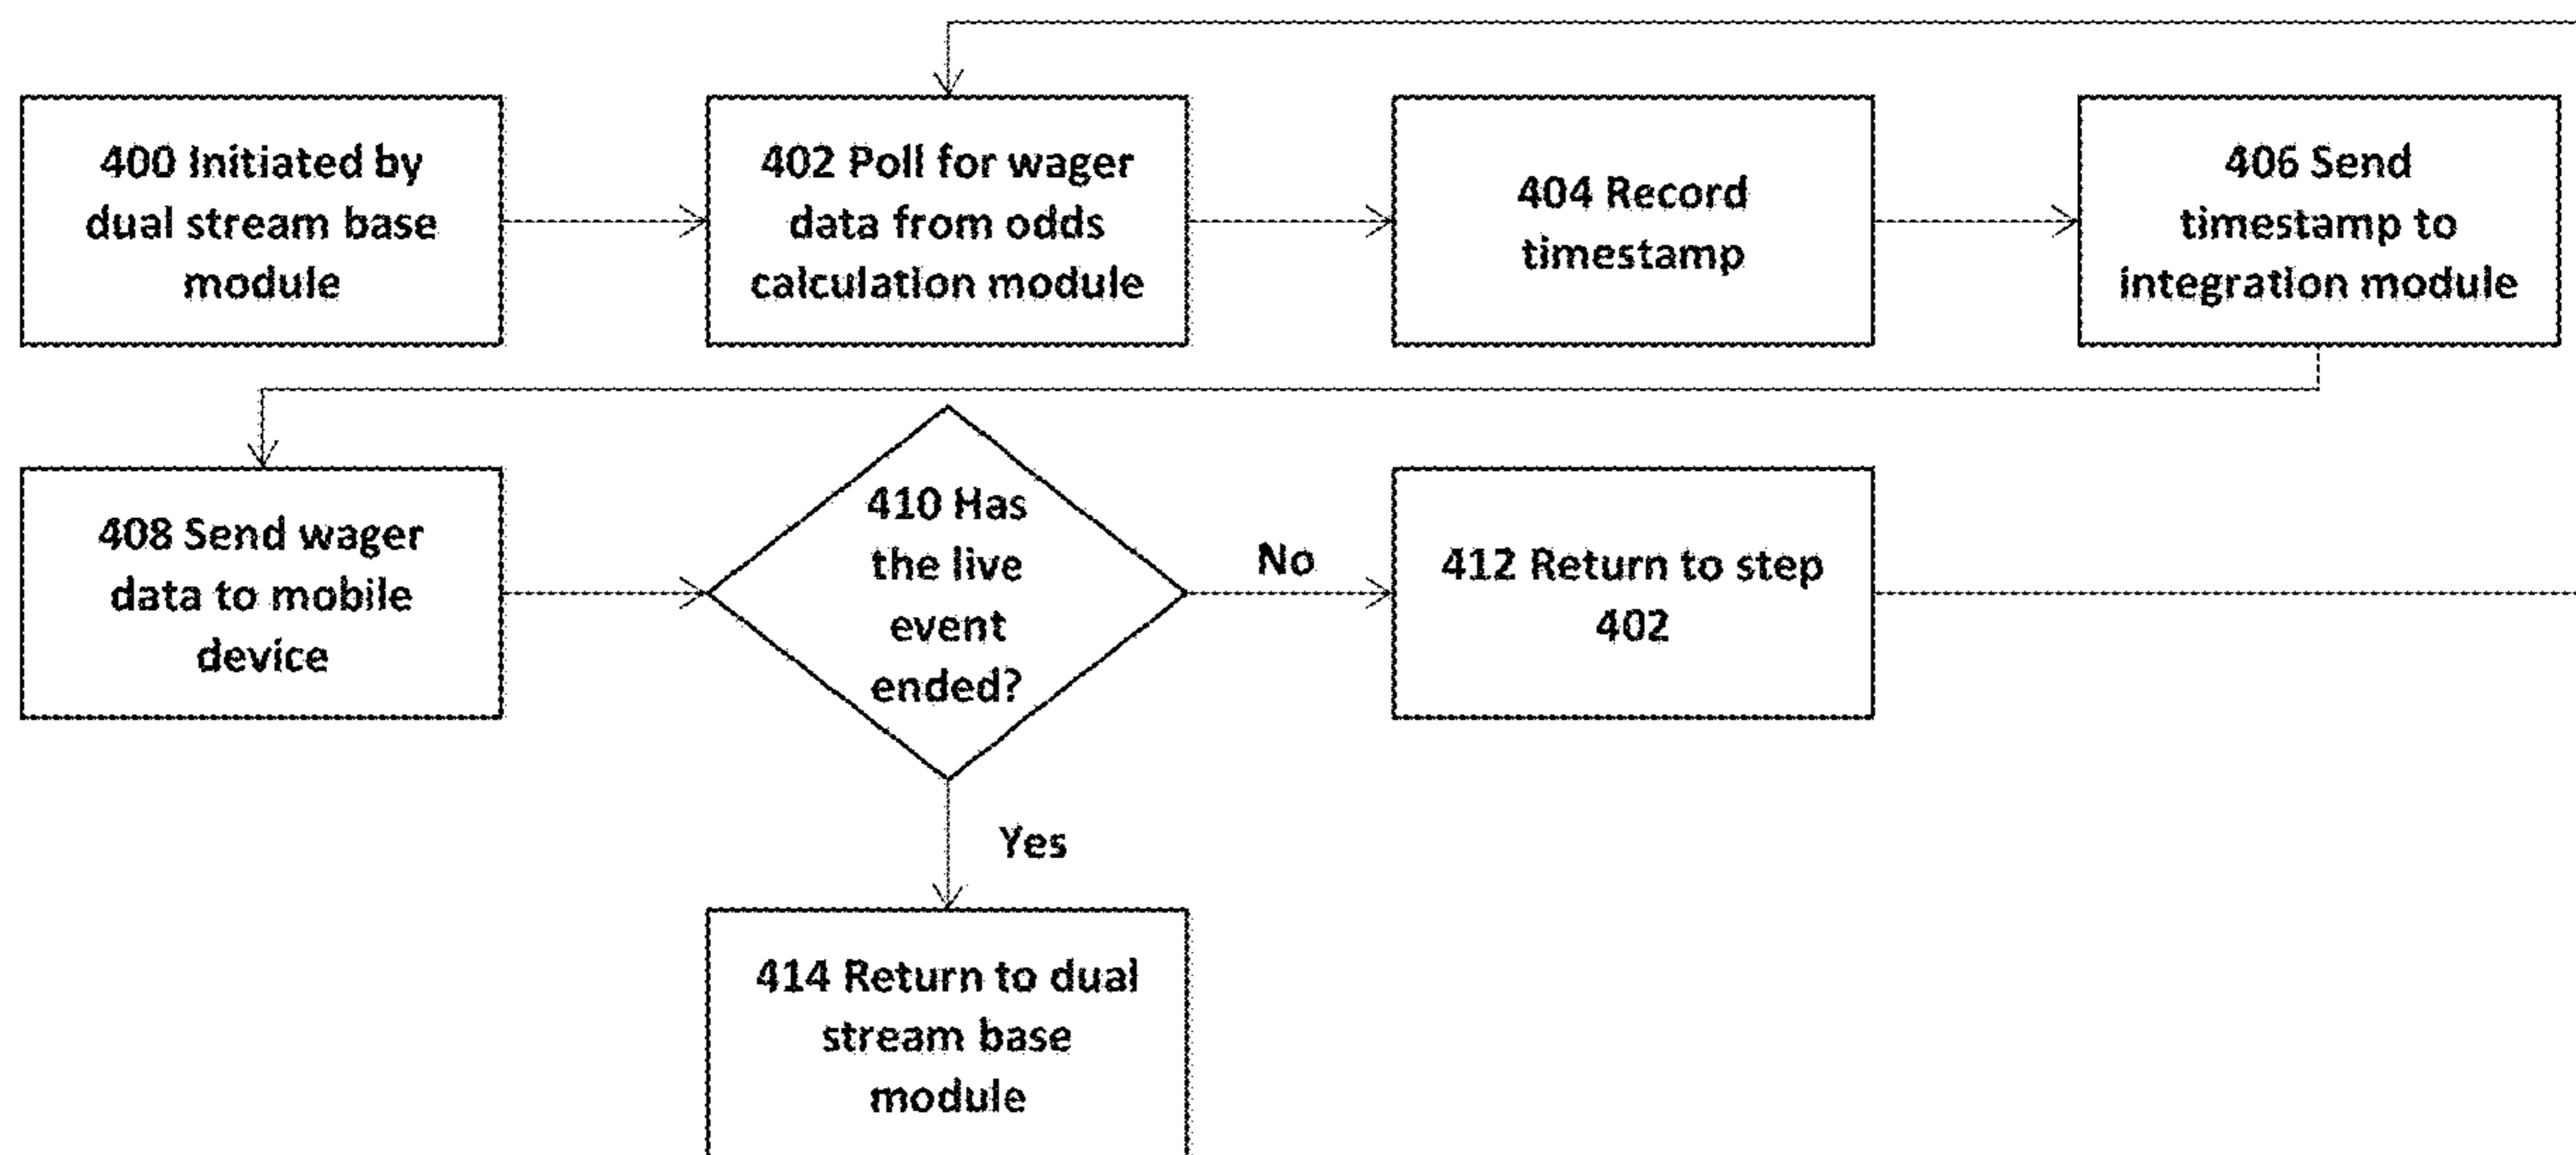 400 Initiated by
dual stream base
module
402 Poll for wager
data from odds
calculation module
404 Record
timestamp
406 Send
timestamp to
integration module
408 Send wager
data to mobile
device
410 Has
the live
event
ended?
No
412 Return to step
402
Yes
414 Return to dual
stream base
module